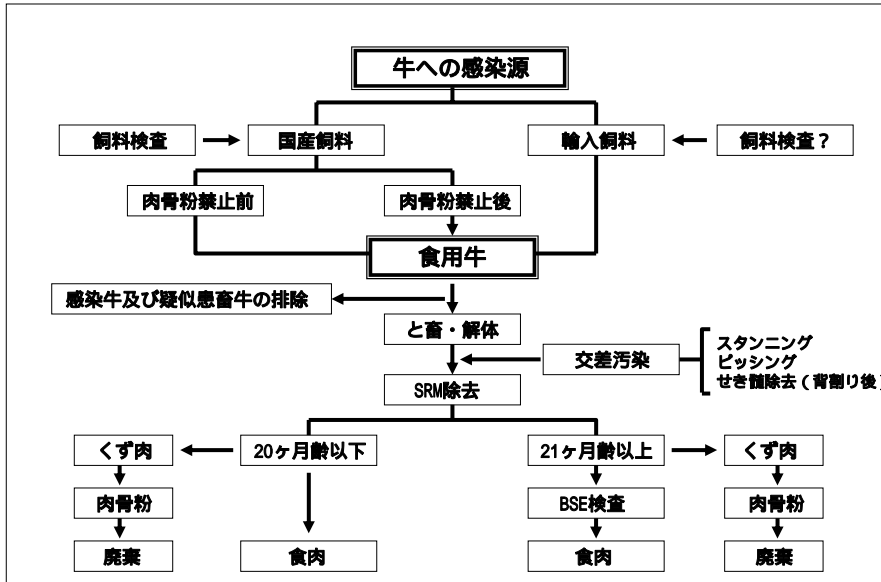 牛への感染源
飼料検査
国産飼料
輸入飼料
飼料検査？
肉骨粉禁止前
肉骨粉禁止後
食用牛
感染牛及び疑似患畜牛の排除
と畜・解体
交差汚染
スタンニング
ピッシング
せき髄除去（背割り後）
SRM除去
くず肉
20ヶ月齢以下
21ヶ月齢以上
くず肉
肉骨粉
BSE検査
肉骨粉
廃棄
食肉
食肉
廃棄